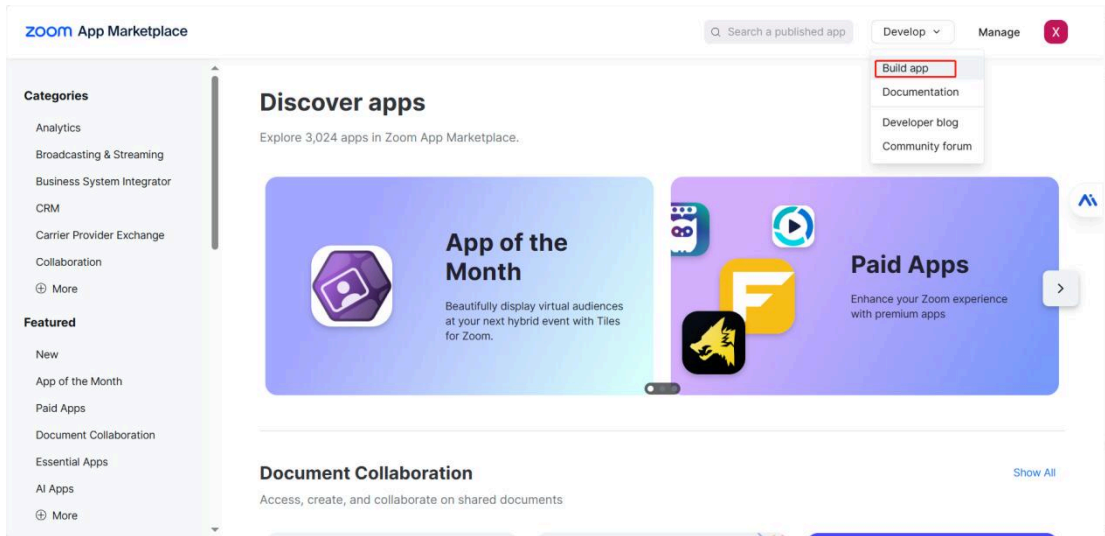 zoom App Marketplace
Search a published app
Develop
Manage
X
Build app
Documentation
Developer blog
Community forum
Categories
Analytics
Broadcasting & Streaming
Business System Integrator
CRM
Carrier Provider Exchange
Collaboration
More
Featured
New
App of the Month
Paid Apps
Document Collaboration
Essential Apps
AI Apps
More
Discover apps
Explore 3,024 apps in Zoom App Marketplace.
App of the
Month
Beautifully display virtual audiences
at your next hybrid event with Tiles
for Zoom.
Paid Apps
Enhance your Zoom experience
with premium apps
Document Collaboration
Show All
Access, create, and collaborate on shared documents